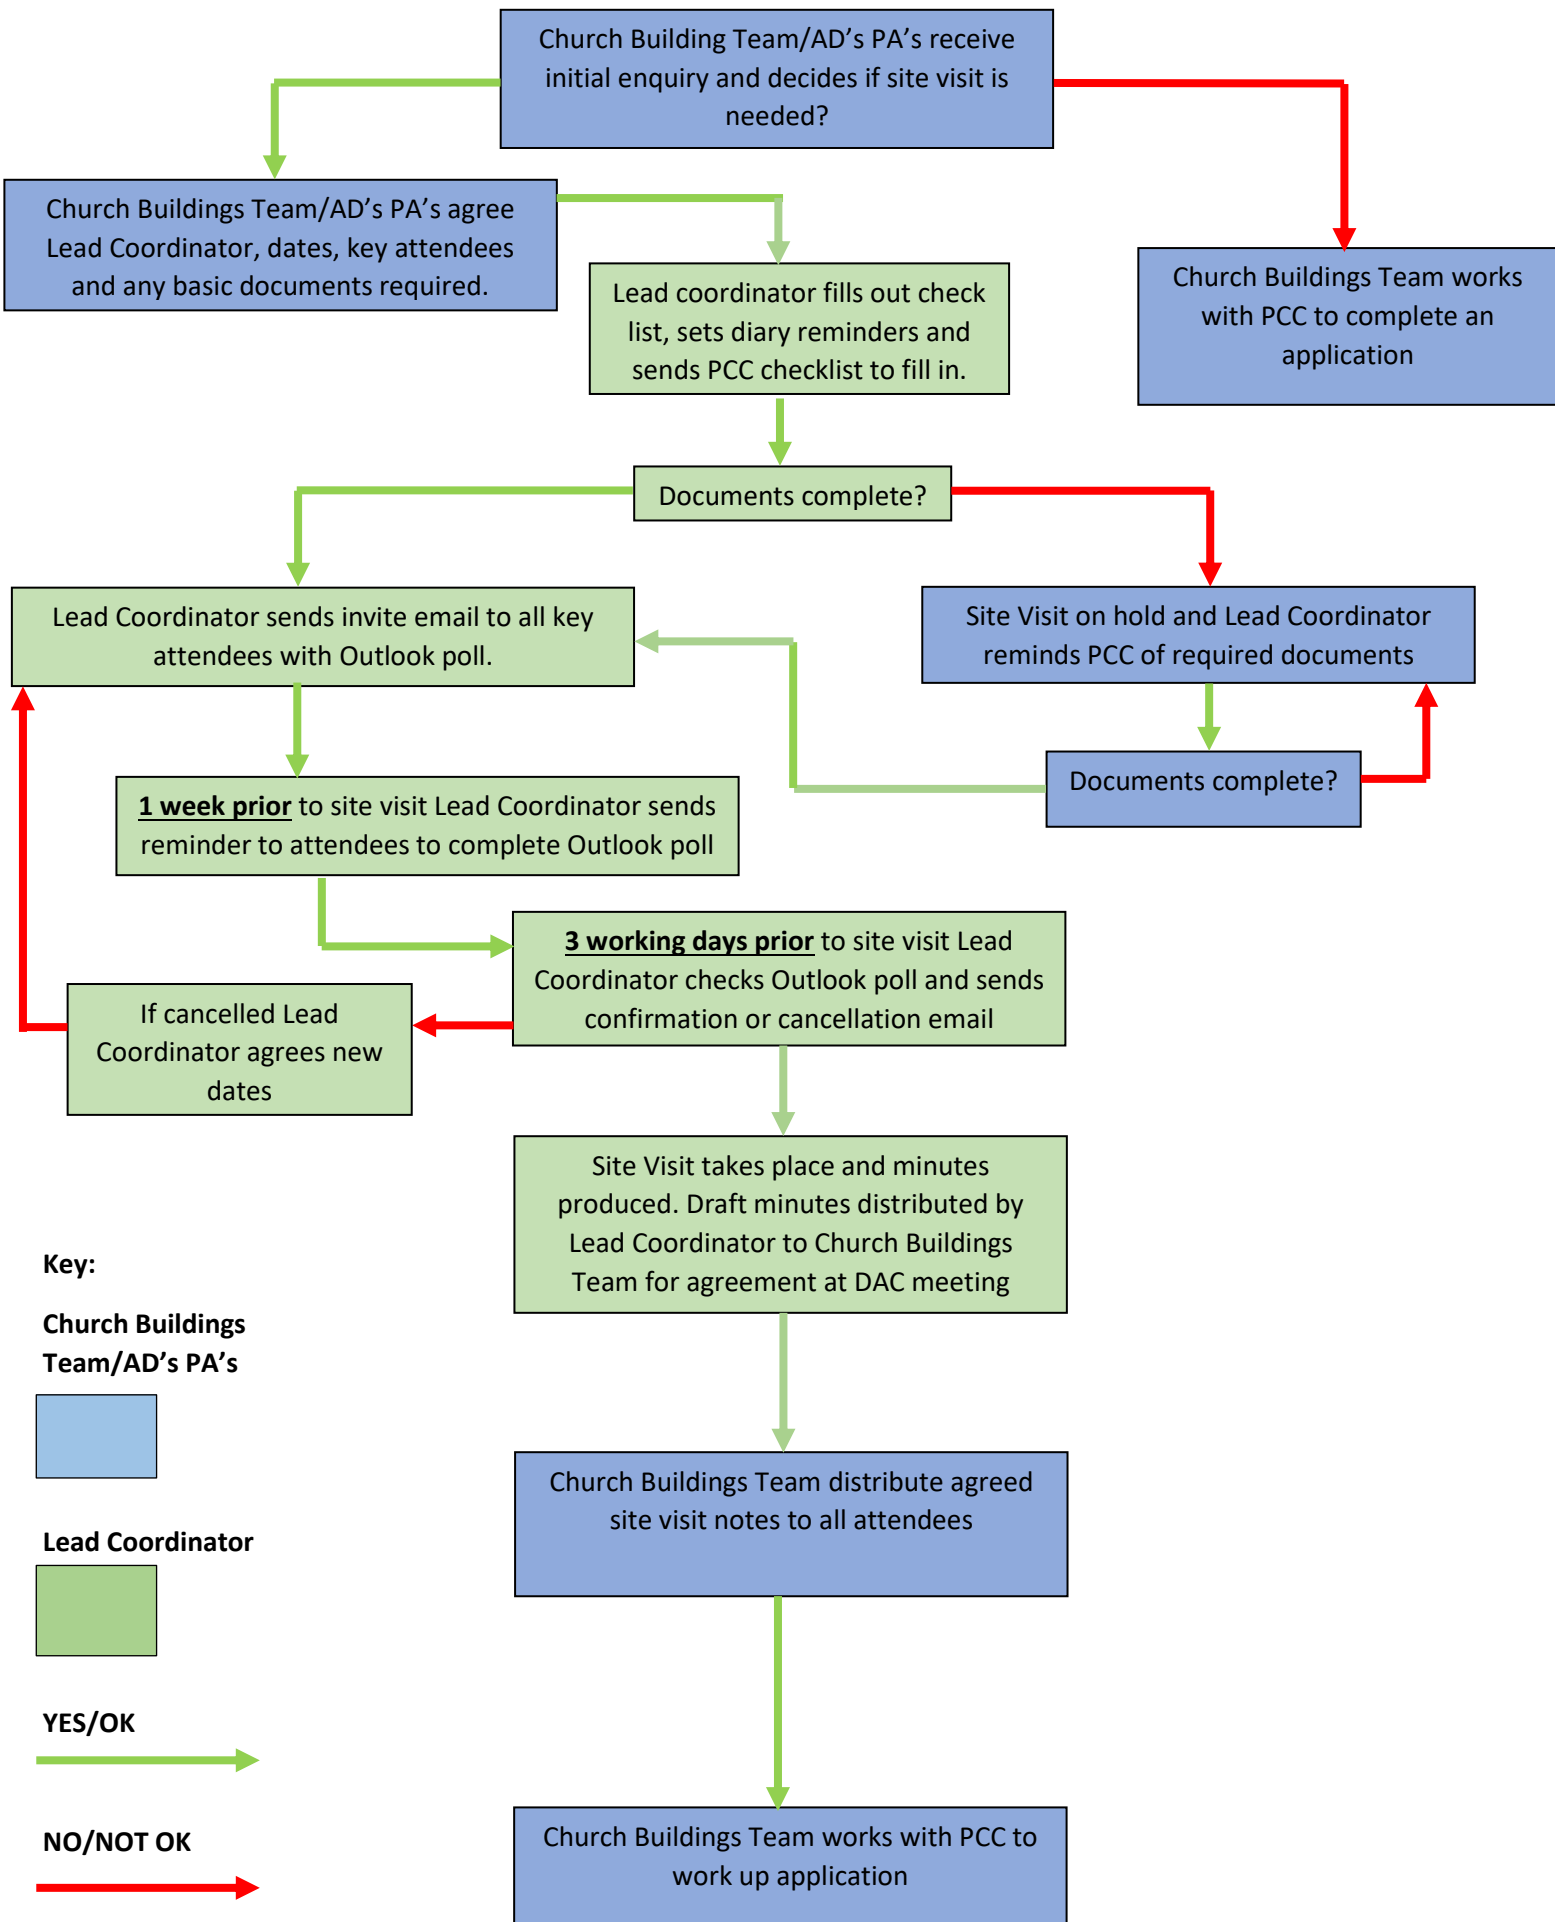 Church Building Team/AD’s PA’s receive
initial enquiry and decides if site visit is
needed?
Church Buildings Team/AD’s PA’s agree
Lead Coordinator, dates, key attendees
and any basic documents required.
Lead coordinator fills out check
list, sets diary reminders and
sends PCC checklist to fill in.
Church Buildings Team works
with PCC to complete an
application
Documents complete?
Lead Coordinator sends invite email to all key
attendees with Outlook poll.
Site Visit on hold and Lead Coordinator
reminds PCC of required documents
Documents complete?
1 week prior to site visit Lead Coordinator sends
reminder to attendees to complete Outlook poll
3 working days prior to site visit Lead
Coordinator checks Outlook poll and sends
confirmation or cancellation email
If cancelled Lead
Coordinator agrees new
dates
Site Visit takes place and minutes
produced. Draft minutes distributed by
Lead Coordinator to Church Buildings
Team for agreement at DAC meeting
Church Buildings Team distribute agreed
site visit notes to all attendees
Church Buildings Team works with PCC to
work up application
Key:
Church Buildings
Team/AD’s PA’s
Lead Coordinator
YES/OK
NO/NOT OK